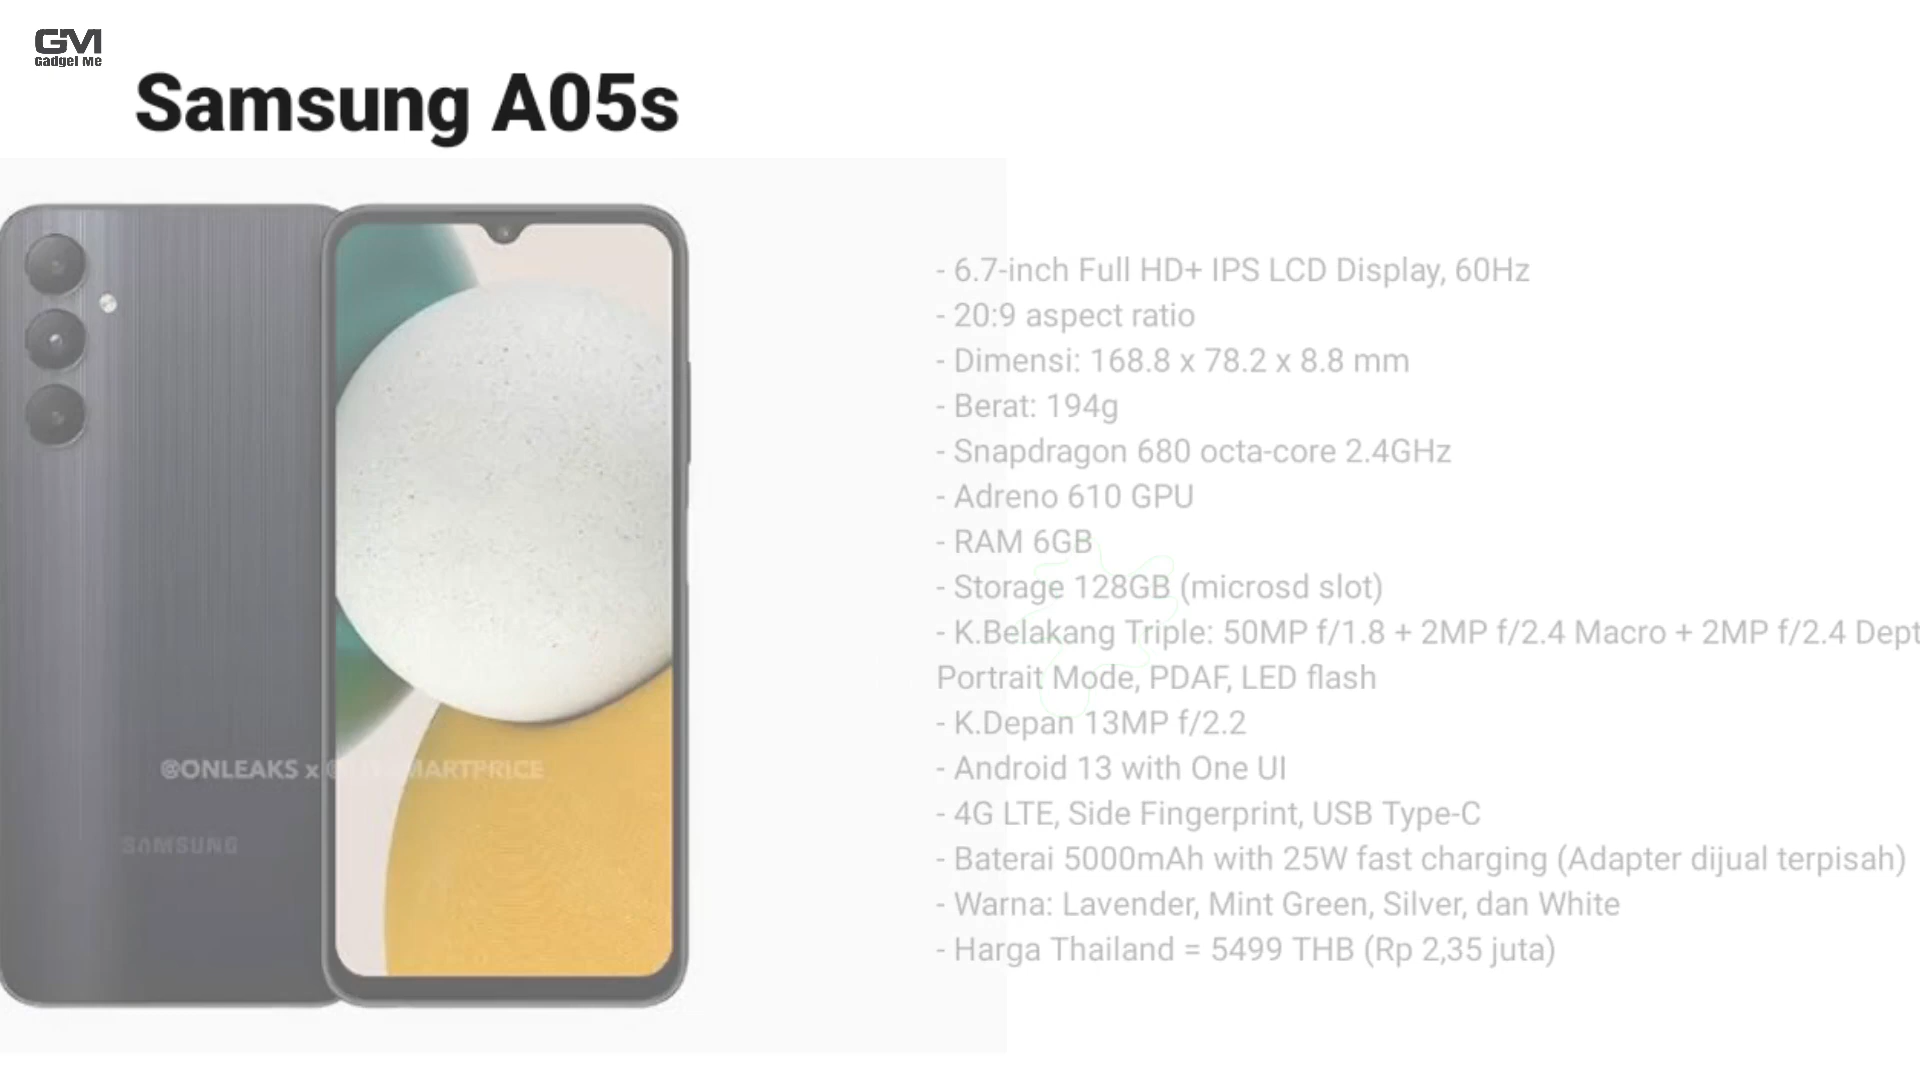 GM
Gadget Me
Samsung A05s
- 6.7-inch Full HD+ IPS LCD Display, 60Hz
- 20:9 aspect ratio
- Dimensi: 168.8 x 78.2 x 8.8 mm
- Berat: 194g
- Snapdragon 680 octa-core 2.4GHz
- Adreno 610 GPU
- RAM 6GB
- Storage 128GB (microsd slot)
- K.Belakang Triple: 50MP f/1.8 + 2MP f/2.4 Macro + 2MP f/2.4 Dept
Portrait Mode, PDAF, LED flash
- K.Depan 13MP f/2.2
- Android 13 with One UI
- 4G LTE, Side Fingerprint, USB Type-C
- Baterai 5000mAh with 25W fast charging (Adapter dijual terpisah)
- Warna: Lavender, Mint Green, Silver, dan White
- Harga Thailand = 5499 THB (Rp 2,35 juta)
@ONLEAKS x
SAMSUNG